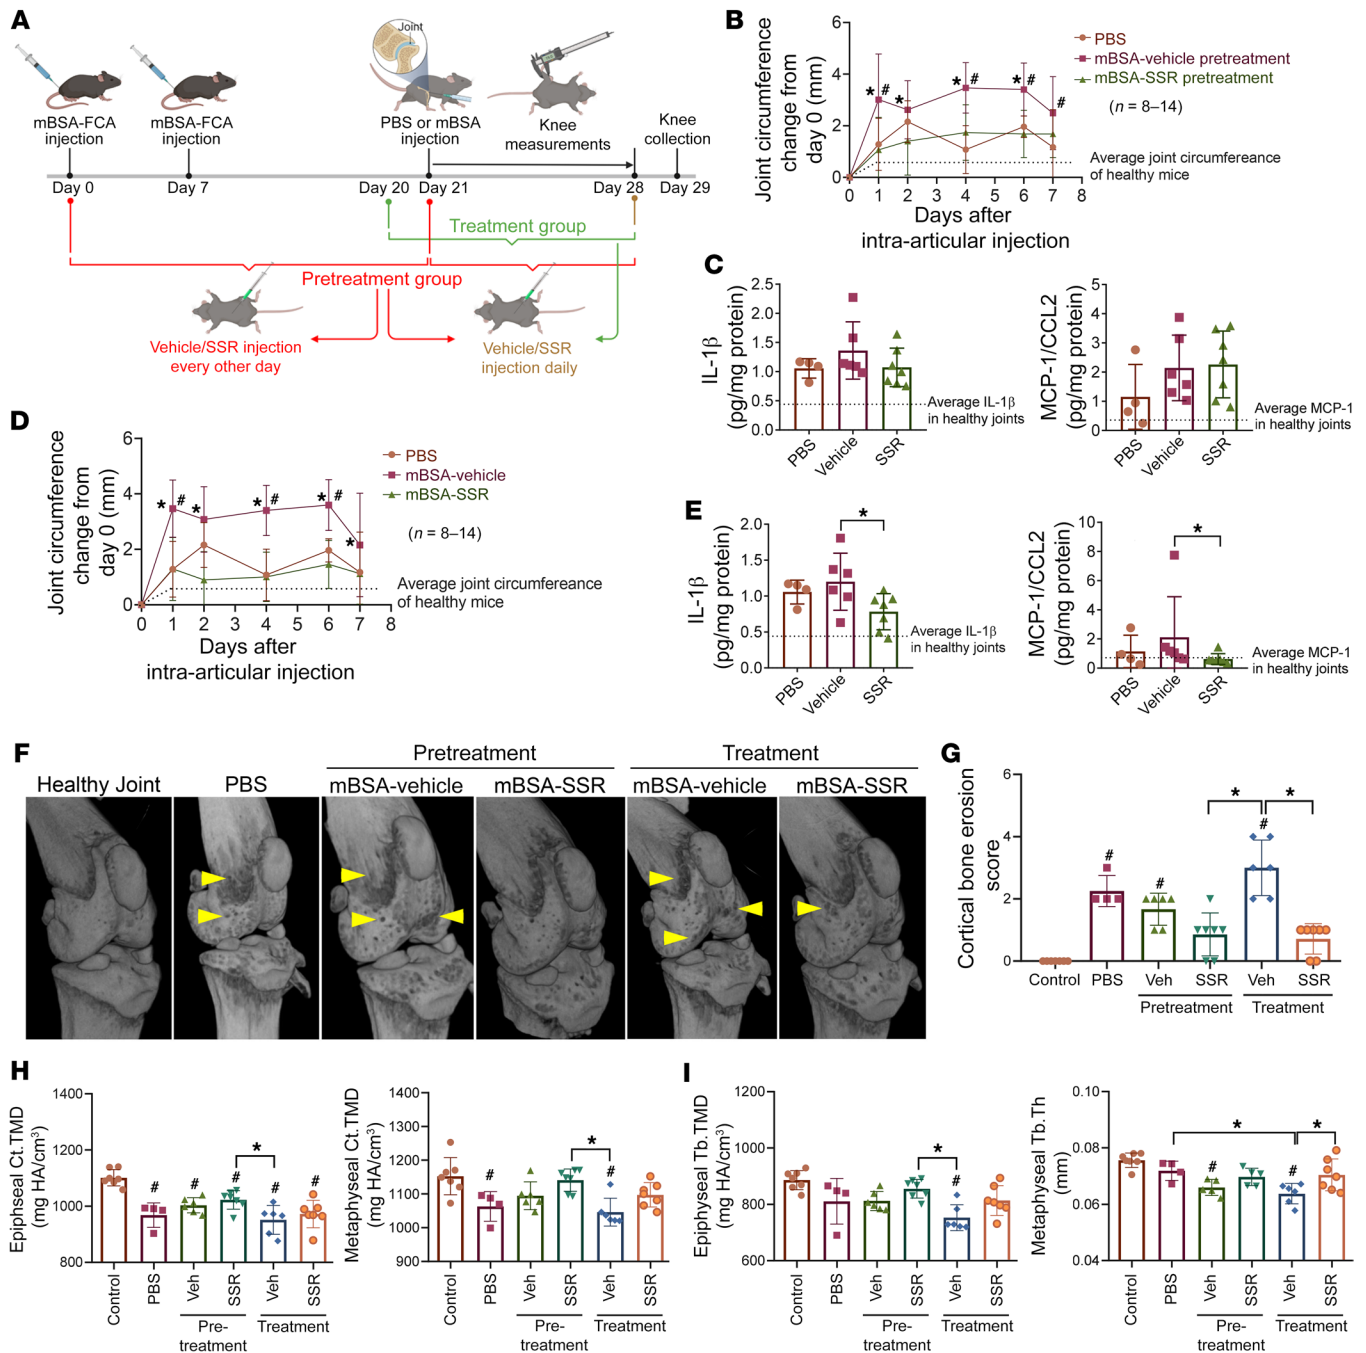 A
Joint
mBSA-FCA
injection
mBSA-FCA
injection
PBS or mBSA
injection
Knee
measurements
Knee
collection
Day 0
Day 7
Day 20
Day 21
Day 28
Day 29
Treatment group
Pretreatment group
Vehicle/SSR injection
every other day
Vehicle/SSR
injection daily
B
Joint circumference
change from
day 0 (mm)
6
4
2
0
0 1 2 3 4 5 6 7 8
Days after
intra-articular injection
* # * * # * # #
PBS
mBSA-vehicle pretreatment
mBSA-SSR pretreatment
(n = 8–14)
Average joint circumfereance
of healthy mice
C
IL-1β
(pg/mg protein)
2.5
2.0
1.5
1.0
0.5
0.0
PBS
Vehicle
SSR
Average IL-1β
in healthy joints
MCP-1/CCL2
(pg/mg protein)
5
4
3
2
1
0
PBS
Vehicle
SSR
Average MCP-1
in healthy joints
D
Joint circumference
change from
day 0 (mm)
6
4
2
0
0 1 2 3 4 5 6 7 8
Days after
intra-articular injection
* # * * # * # *
PBS
mBSA-vehicle
mBSA-SSR
(n = 8–14)
Average joint circumfereance
of healthy mice
E
IL-1β
(pg/mg protein)
2.0
1.5
1.0
0.5
0.0
*
PBS
Vehicle
SSR
Average IL-1β
in healthy joints
MCP-1/CCL2
(pg/mg protein)
10
8
6
4
2
0
*
PBS
Vehicle
SSR
Average MCP-1
in healthy joints
F
Pretreatment
Treatment
Healthy Joint
PBS
mBSA-vehicle
mBSA-SSR
mBSA-vehicle
mBSA-SSR
G
Cortical bone erosion
score
6
4
2
0
# # # * *
Control
PBS
Veh
SSR
Veh
SSR
Pretreatment
Treatment
H
Epiphseal Ct.TMD
(mg HA/cm3)
1400
1200
1000
800
# # # * # #
Control
PBS
Veh
SSR
Veh
SSR
Pre-
treatment
Treatment
Metaphyseal Ct.TMD
(mg HA/cm3)
1400
1300
1200
1150
1100
1000
900
# * #
Control
PBS
Veh
SSR
Veh
SSR
Pre-
treatment
Treatment
I
Epiphyseal Tb.TMD
(mg HA/cm3)
1200
1000
800
600
* #
Control
PBS
Veh
SSR
Veh
SSR
Pre-
treatment
Treatment
Metaphyseal Tb.Th
(mm)
0.10
0.08
0.06
0.04
# * # *
Control
PBS
Veh
SSR
Veh
SSR
Pre-
treatment
Treatment